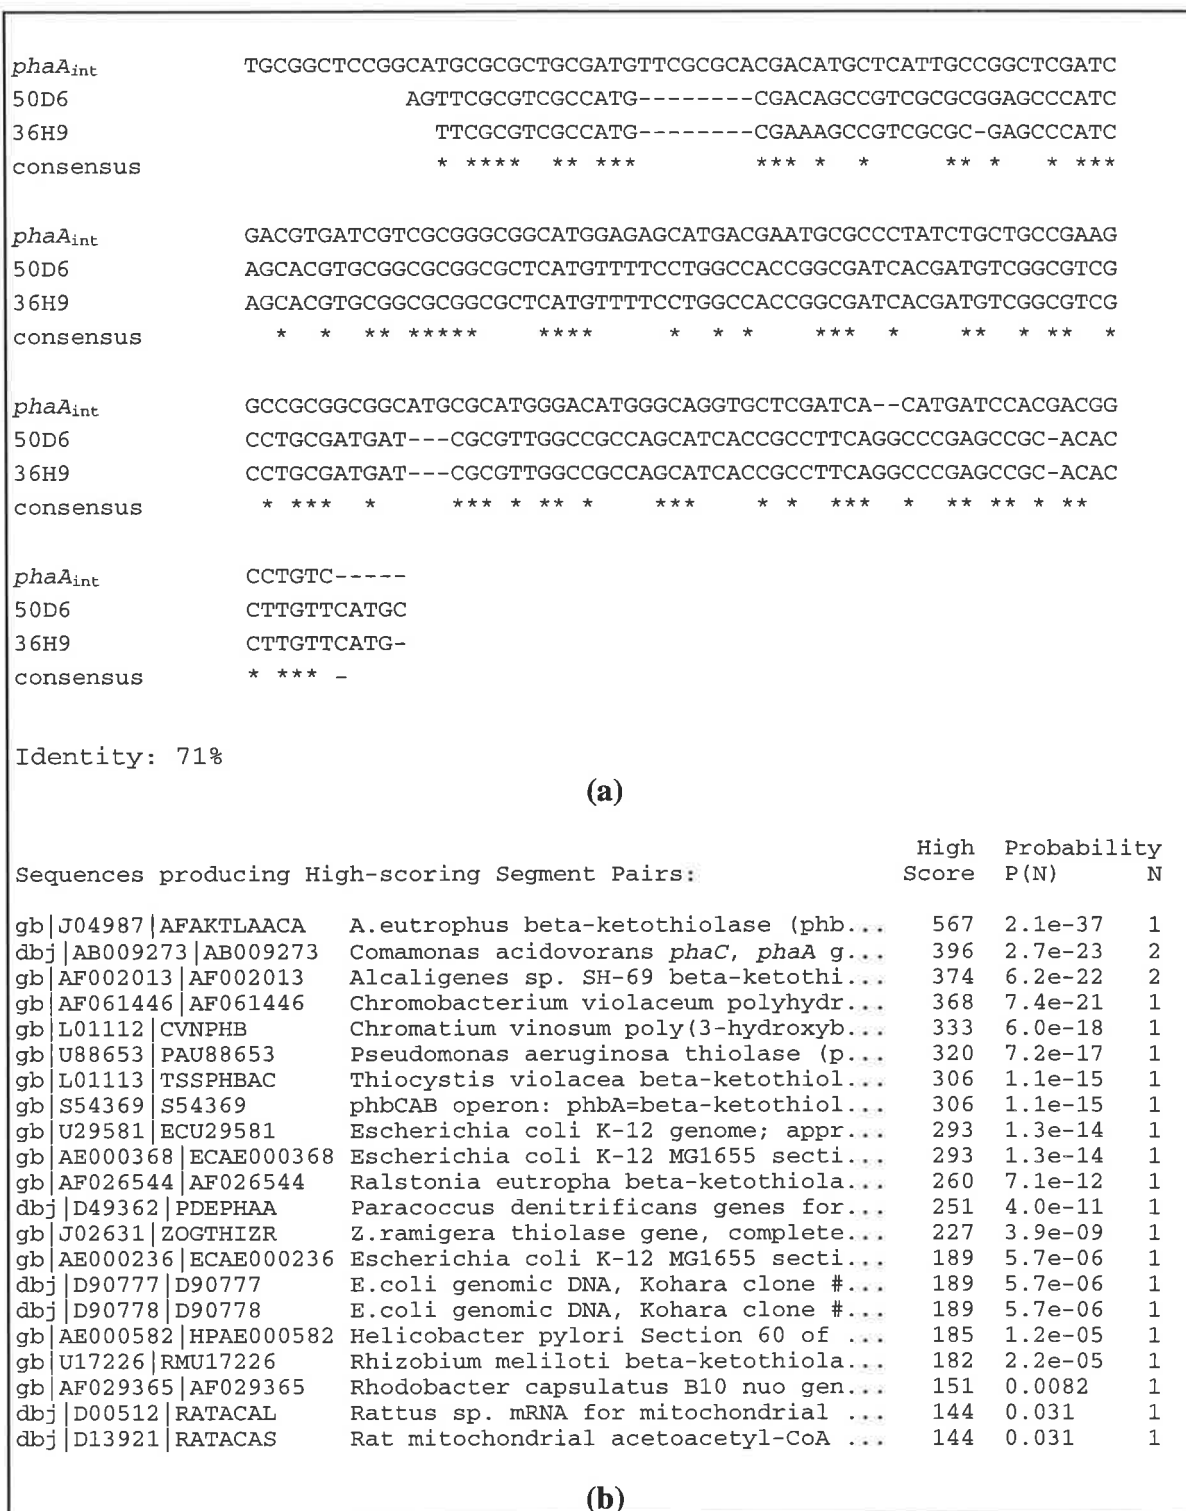 phaAint TGCGGCTCCGGCATGCGCGCTGCGATGTTCGCGCACGACATGCTCATTGCCGGCTCGATC
50D6 AGTTCGCGTCGCCATG--------CGACAGCCGTCGCGCGGAGCCCATC
36H9 TTCGCGTCGCCATG--------CGAAAGCCGTCGCGC-GAGCCCATC
consensus * **** ** *** *** * * ** * * ***
phaAint GACGTGATCGTCGCGGGCGGCATGGAGAGCATGACGAATGCGCCCTATCTGCTGCCGAAG
50D6 AGCACGTGCGGCGCGGCGCTCATGTTTTCCTGGCCACCGGCGATCACGATGTCGGCGTCG
36H9 AGCACGTGCGGCGCGGCGCTCATGTTTTCCTGGCCACCGGCGATCACGATGTCGGCGTCG
consensus * * ** ***** **** * * * *** * ** * ** *
phaAint GCCGCGGCGGCATGCGCATGGGACATGGGCAGGTGCTCGATCA--CATGATCCACGACGG
50D6 CCTGCGATGAT---CGCGTTGGCCGCCAGCATCACCGCCTTCAGGCCCGAGCCGC-ACAC
36H9 CCTGCGATGAT---CGCGTTGGCCGCCAGCATCACCGCCTTCAGGCCCGAGCCGC-ACAC
consensus * *** * *** * ** * *** * * *** * ** ** * **
phaAint CCTGTC-----
50D6 CTTGTTCATGC
36H9 CTTGTTCATG-
consensus * *** –
Identity: 71%
(a)
High Probability
Sequences producing High-scoring Segment Pairs: Score P(N) N
gb|J04987|AFAKTLAACA A.eutrophus beta-ketothiolase (phb... 567 2.1e-37 1
dbj|AB009273|AB009273 Comamonas acidovorans phaC, phaA g... 396 2.7e-23 2
gb|AF002013|AF002013 Alcaligenes sp. SH-69 beta-ketothi... 374 6.2e-22 2
gb|AF061446|AF061446 Chromobacterium violaceum polyhydr... 368 7.4e-21 1
gb|L01112|CVNPHB Chromatium vinosum poly(3-hydroxyb... 333 6.0e-18 1
gb|U88653|PAU88653 Pseudomonas aeruginosa thiolase (p... 320 7.2e-17 1
gb|L01113|TSSPHBAC Thiocystis violacea beta-ketothiol... 306 1.1e-15 1
gb|S54369|S54369 phbCAB operon: phbA=beta-ketothiol... 306 1.1e-15 1
gb|U29581|ECU29581 Escherichia coli K-12 genome; appr... 293 1.3e-14 1
gb|AE000368|ECAE000368 Escherichia coli K-12 MG1655 secti... 293 1.3e-14 1
gb|AF026544|AF026544 Ralstonia eutropha beta-ketothiola... 260 7.1e-12 1
dbj|D49362|PDEPHAA Paracoccus denitrificans genes for... 251 4.0e-11 1
gb|J02631|ZOGTHIZR Z.ramigera thiolase gene, complete... 227 3.9e-09 1
gb|AE000236|ECAE000236 Escherichia coli K-12 MG1655 secti... 189 5.7e-06 1
dbj|D90777|D90777 E.coli genomic DNA, Kohara clone #... 189 5.7e-06 1
dbj|D90778|D90778 E.coli genomic DNA, Kohara clone #... 189 5.7e-06 1
gb|AE000582|HPAE000582 Helicobacter pylori Section 60 of ... 185 1.2e-05 1
gb|U17226|RMU17226 Rhizobium meliloti beta-ketothiola... 182 2.2e-05 1
gb|AF029365|AF029365 Rhodobacter capsulatus B10 nuo gen... 151 0.0082 1
dbj|D00512|RATACAL Rattus sp. mRNA for mitochondrial ... 144 0.031 1
dbj|D13921|RATACAS Rat mitochondrial acetoacetyl-CoA ... 144 0.031 1
(b)